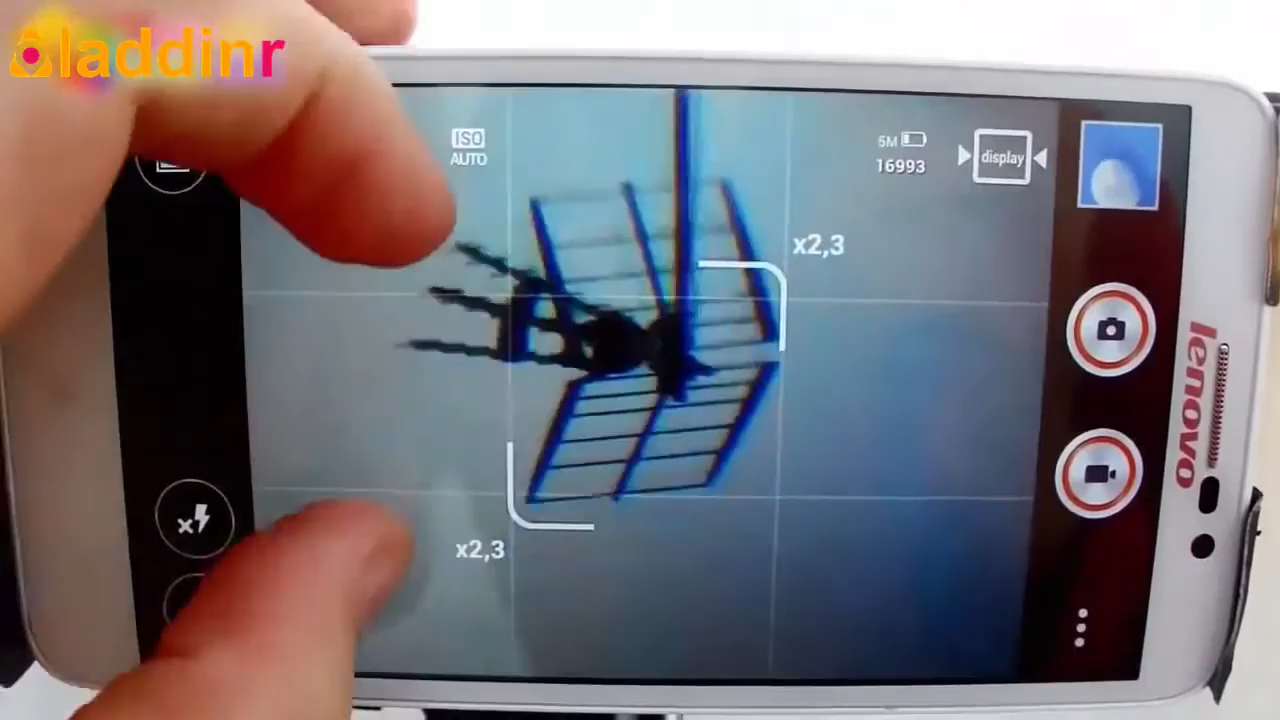 aladdinr
ISO
AUTO
5M
16993
display
x2,3
x2,3
lenovo